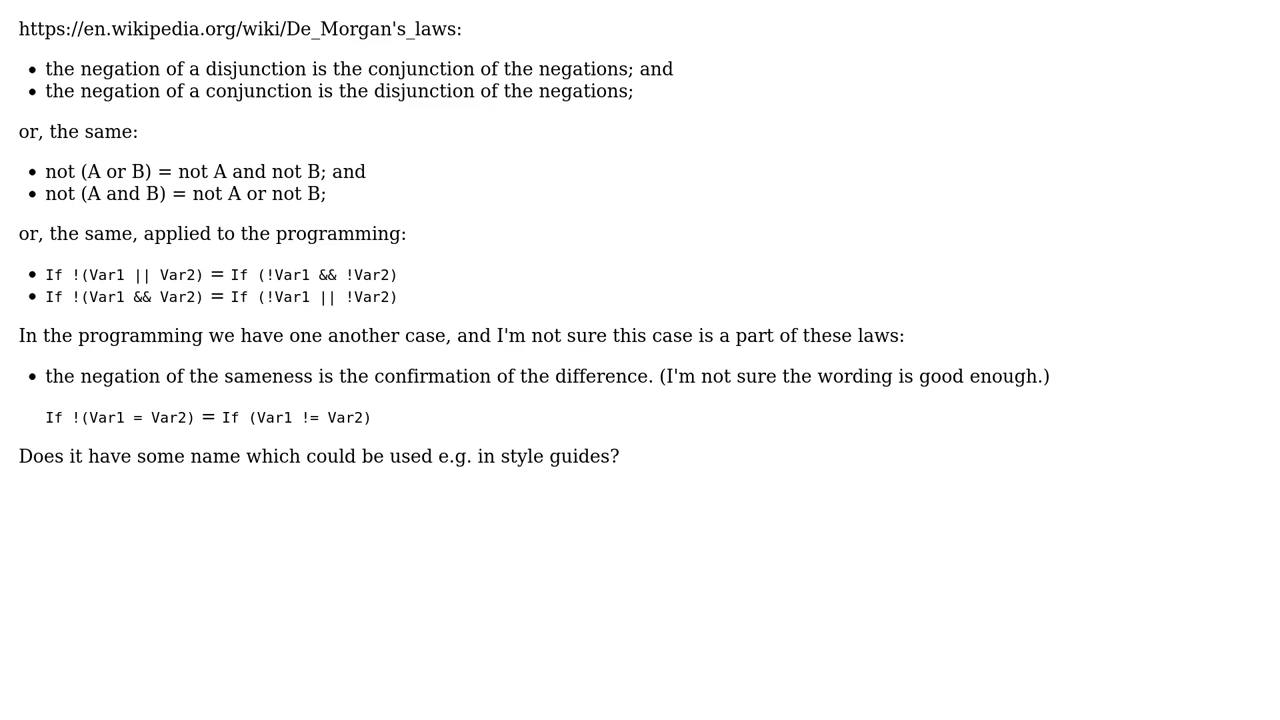 https://en.wikipedia.org/wiki/De_Morgan's_laws:
• the negation of a disjunction is the conjunction of the negations; and
• the negation of a conjunction is the disjunction of the negations;
or, the same:
• not (A or B) = not A and not B; and
• not (A and B) = not A or not B;
or, the same, applied to the programming:
• If !(Var1 || Var2) = If (!Var1 && !Var2)
• If !(Var1 && Var2) = If (!Var1 || !Var2)
In the programming we have one another case, and I'm not sure this case is a part of these laws:
• the negation of the sameness is the confirmation of the difference. (I'm not sure the wording is good enough.)
If !(Var1 = Var2) = If (Var1 != Var2)
Does it have some name which could be used e.g. in style guides?